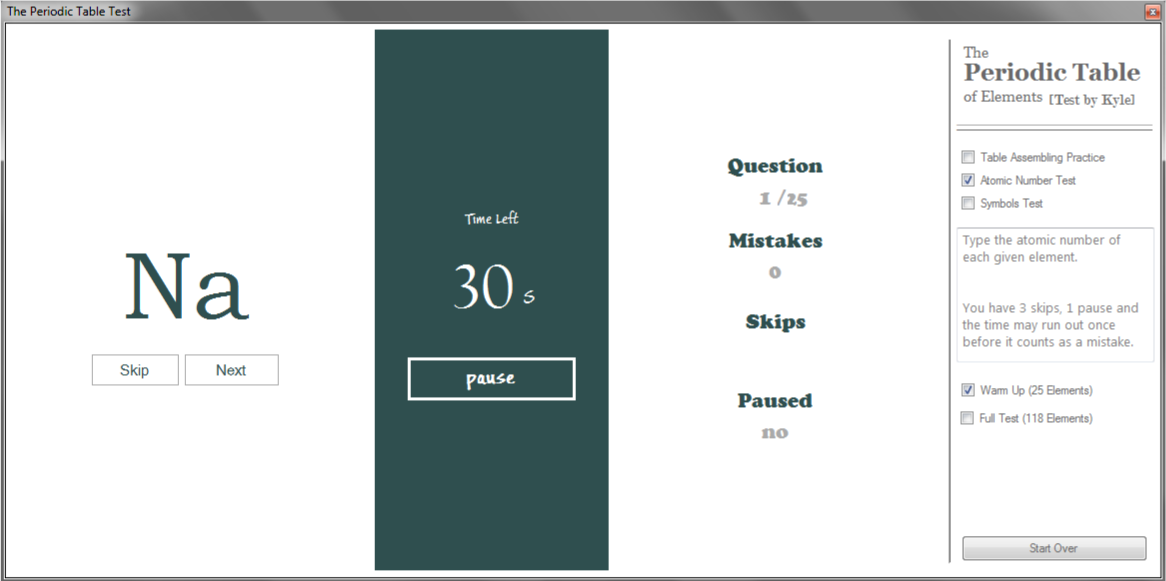 The Periodic Table Test
Na
Skip
Next
Time Left
30 s
pause
Question
1 /25
Mistakes
0
Skips
Paused
no
The
Periodic Table
of Elements [Test by Kyle]
Table Assembling Practice
Atomic Number Test
Symbols Test
Type the atomic number of
each given element.
You have 3 skips, 1 pause and
the time may run out once
before it counts as a mistake.
Warm Up (25 Elements)
Full Test (118 Elements)
Start Over